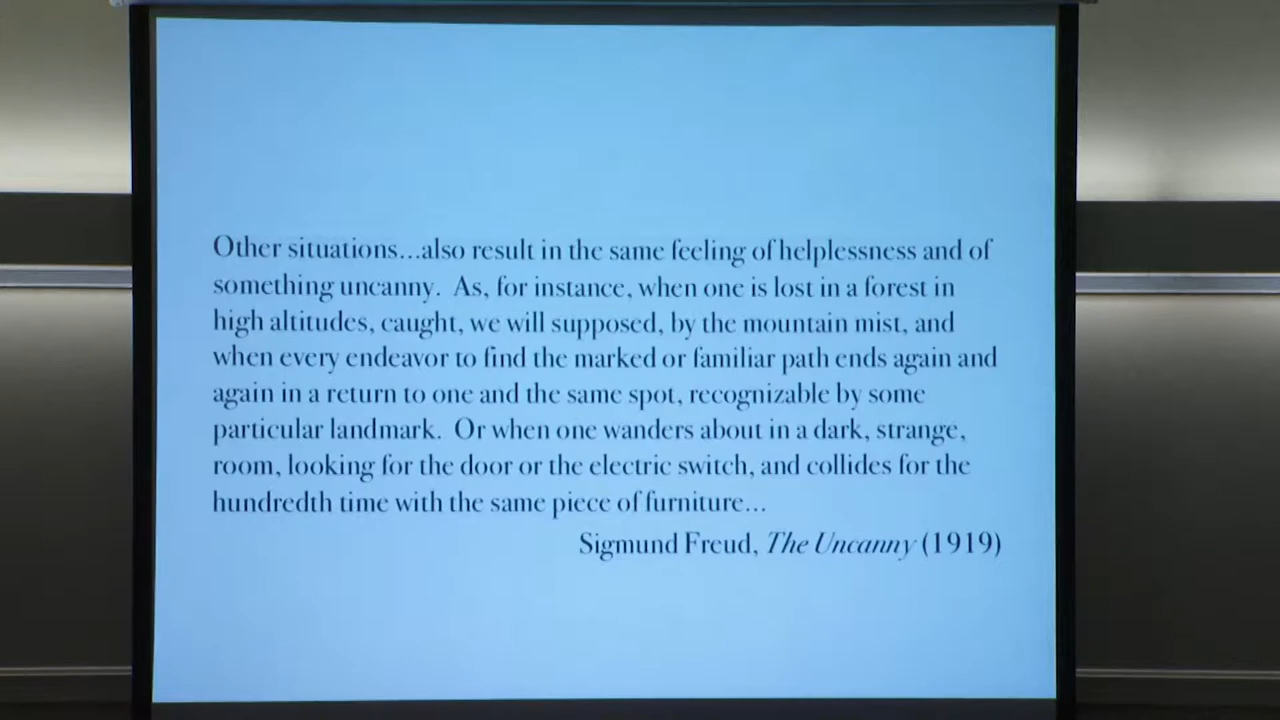 Other situations...also result in the same feeling of helplessness and of
something uncanny.  As, for instance, when one is lost in a forest in
high altitudes, caught, we will supposed, by the mountain mist, and
when every endeavor to find the marked or familiar path ends again and
again in a return to one and the same spot, recognizable by some
particular landmark.  Or when one wanders about in a dark, strange,
room, looking for the door or the electric switch, and collides for the
hundredth time with the same piece of furniture...
Sigmund Freud, The Uncanny (1919)